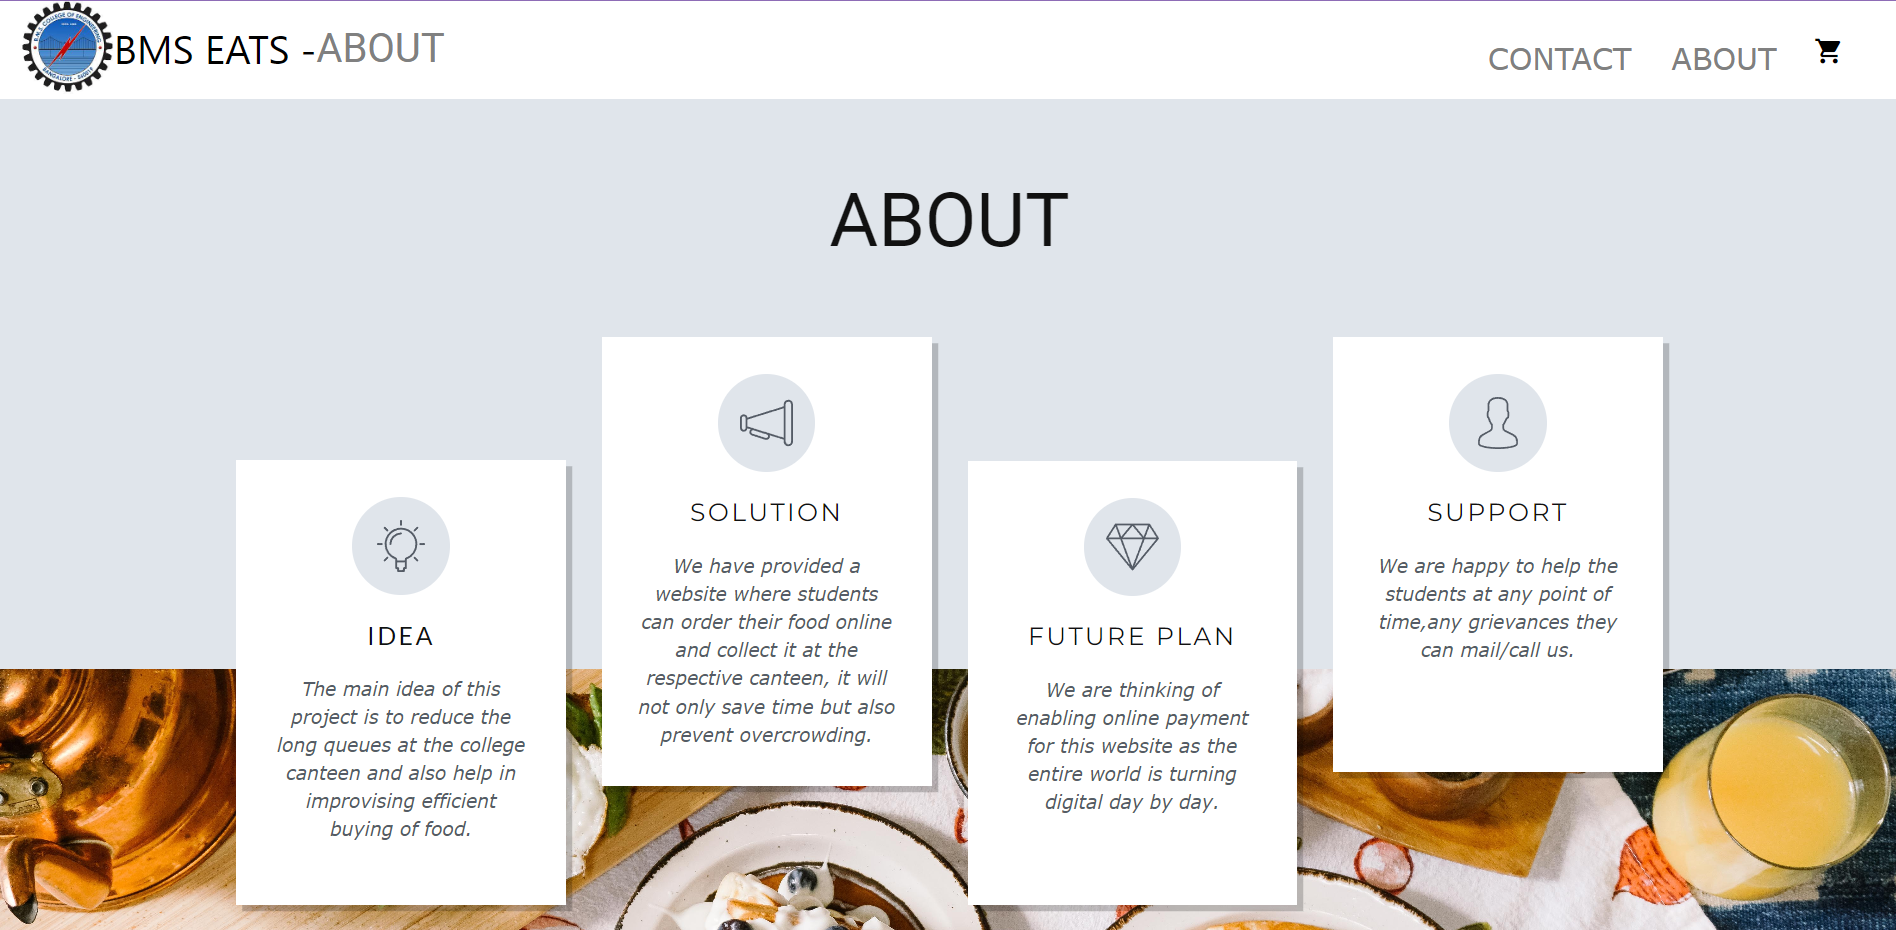 B.M.S. COLLEGE OF ENGINEERING
BMS EATS -ABOUT
CONTACT
ABOUT
ABOUT
IDEA
The main idea of this
project is to reduce the
long queues at the college
canteen and also help in
improvising efficient
buying of food.
SOLUTION
We have provided a
website where students
can order their food online
and collect it at the
respective canteen, it will
not only save time but also
prevent overcrowding.
FUTURE PLAN
We are thinking of
enabling online payment
for this website as the
entire world is turning
digital day by day.
SUPPORT
We are happy to help the
students at any point of
time,any grievances they
can mail/call us.